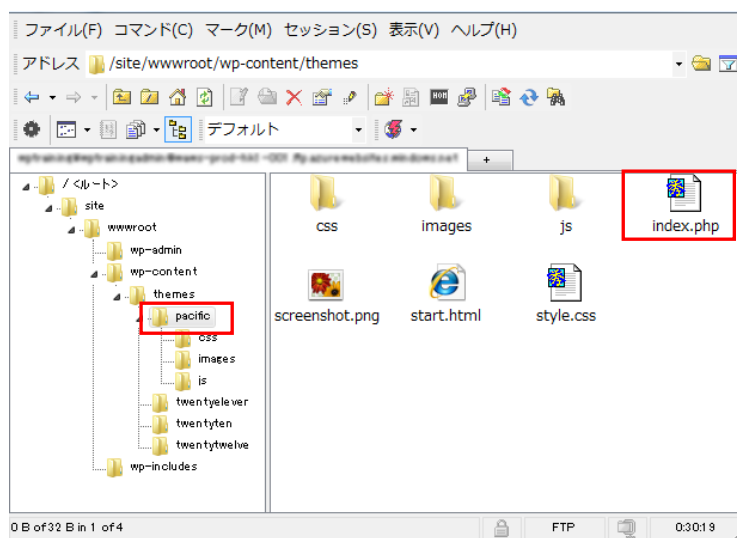 ファイル(F) コマンド(C) マーク(M) セッション(S) 表示(V) ヘルプ(H)
アドレス /site/wwwroot/wp-content/themes
デフォルト
+
/ <ルート>
site
wwwroot
wp-admin
wp-content
themes
pacific
css
images
js
twentyelever
twentyten
twentytwelve
wp-includes
css images js index.php
screenshot.png start.html style.css
0 B of 32 B in 1 of 4 FTP 0:30:19